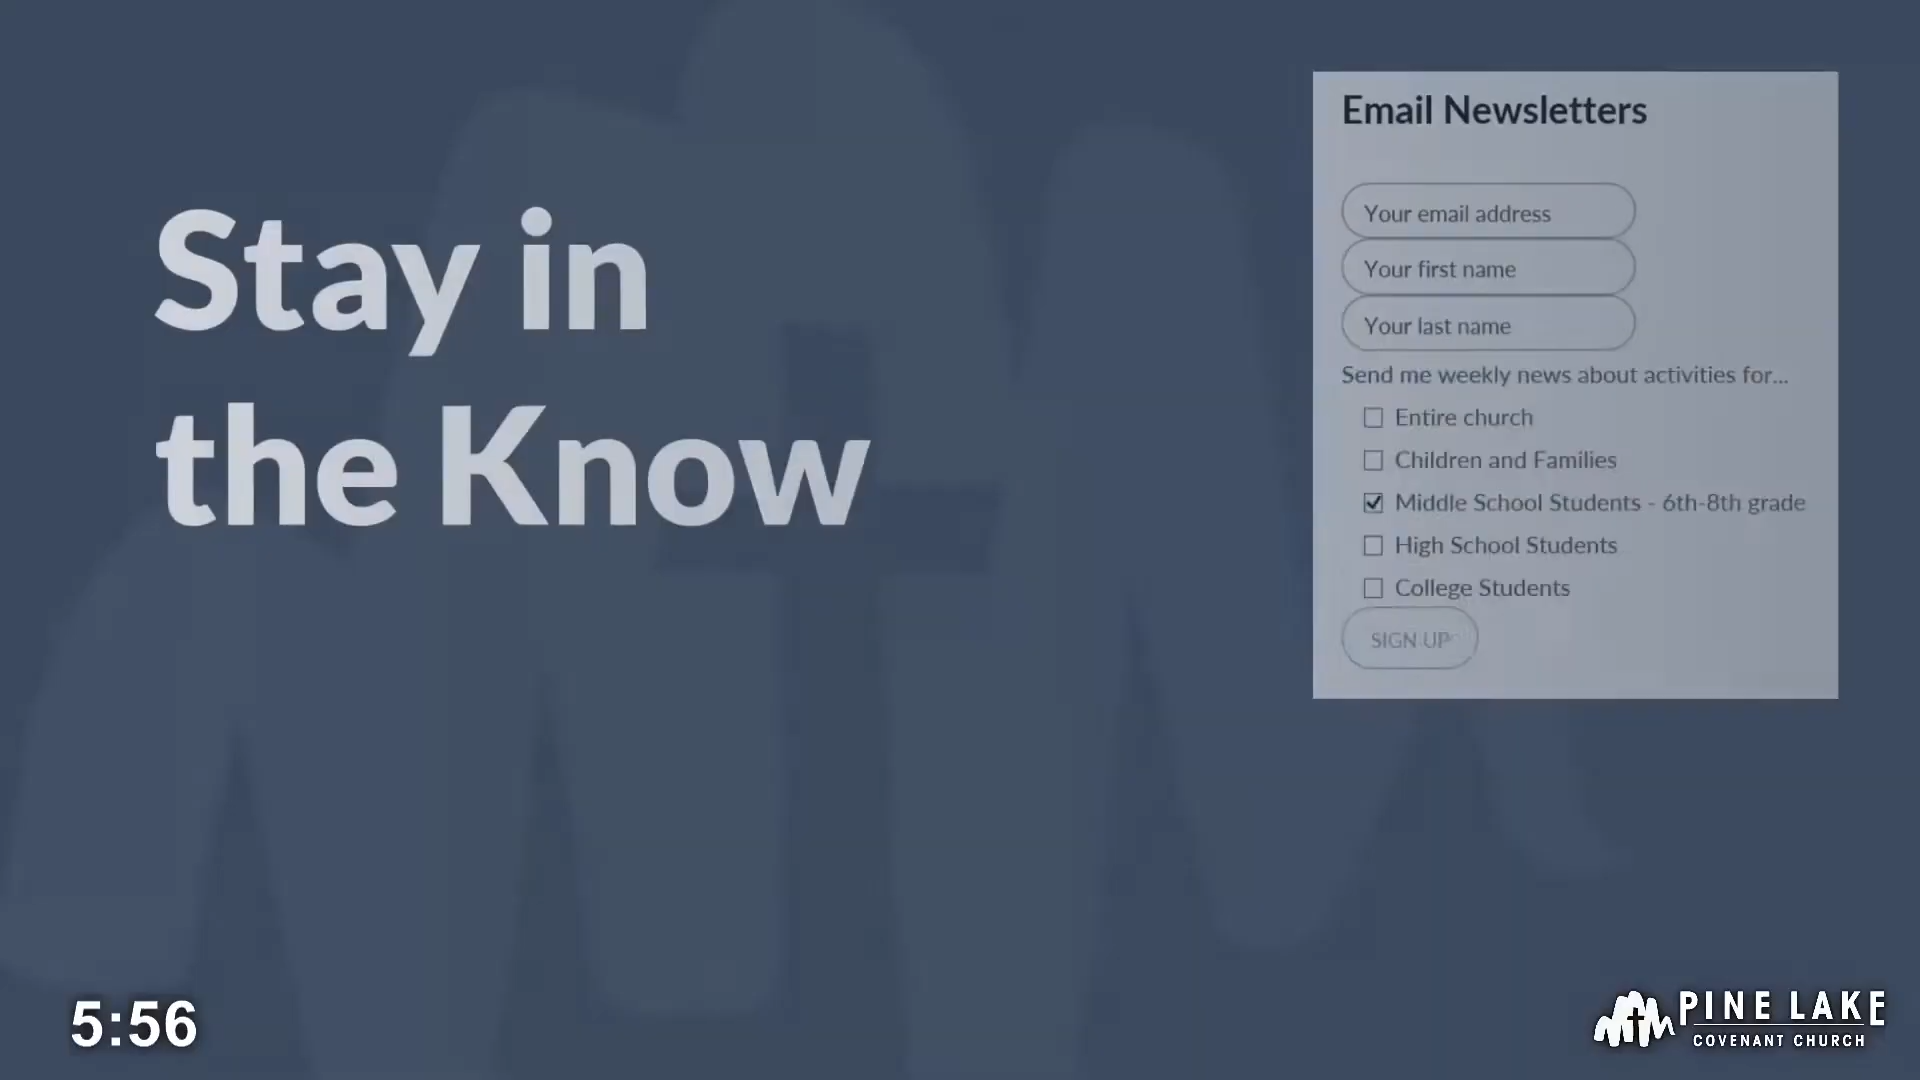 Stay in
the Know
Email Newsletters
Your email address
Your first name
Your last name
Send me weekly news about activities for...
Entire church
Children and Families
Middle School Students - 6th-8th grade
High School Students
College Students
SIGN UP
5:56
PINE LAKE
COVENANT CHURCH